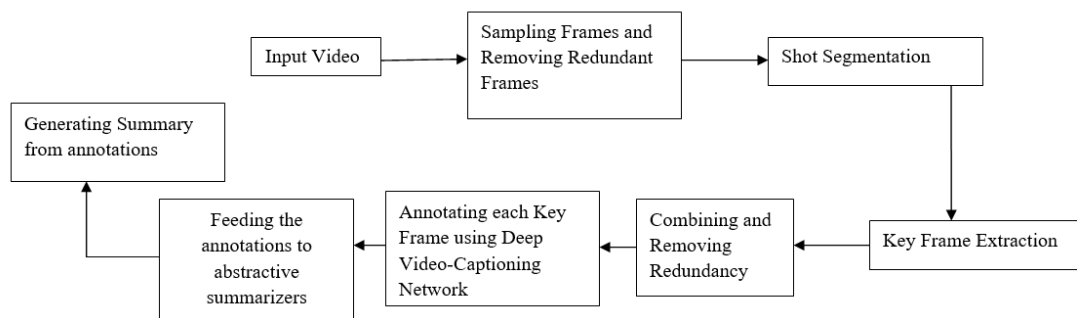 Input Video
Sampling Frames and
Removing Redundant
Frames
Shot Segmentation
Key Frame Extraction
Combining and
Removing
Redundancy
Annotating each Key
Frame using Deep
Video-Captioning
Network
Feeding the
annotations to
abstractive
summarizers
Generating Summary
from annotations